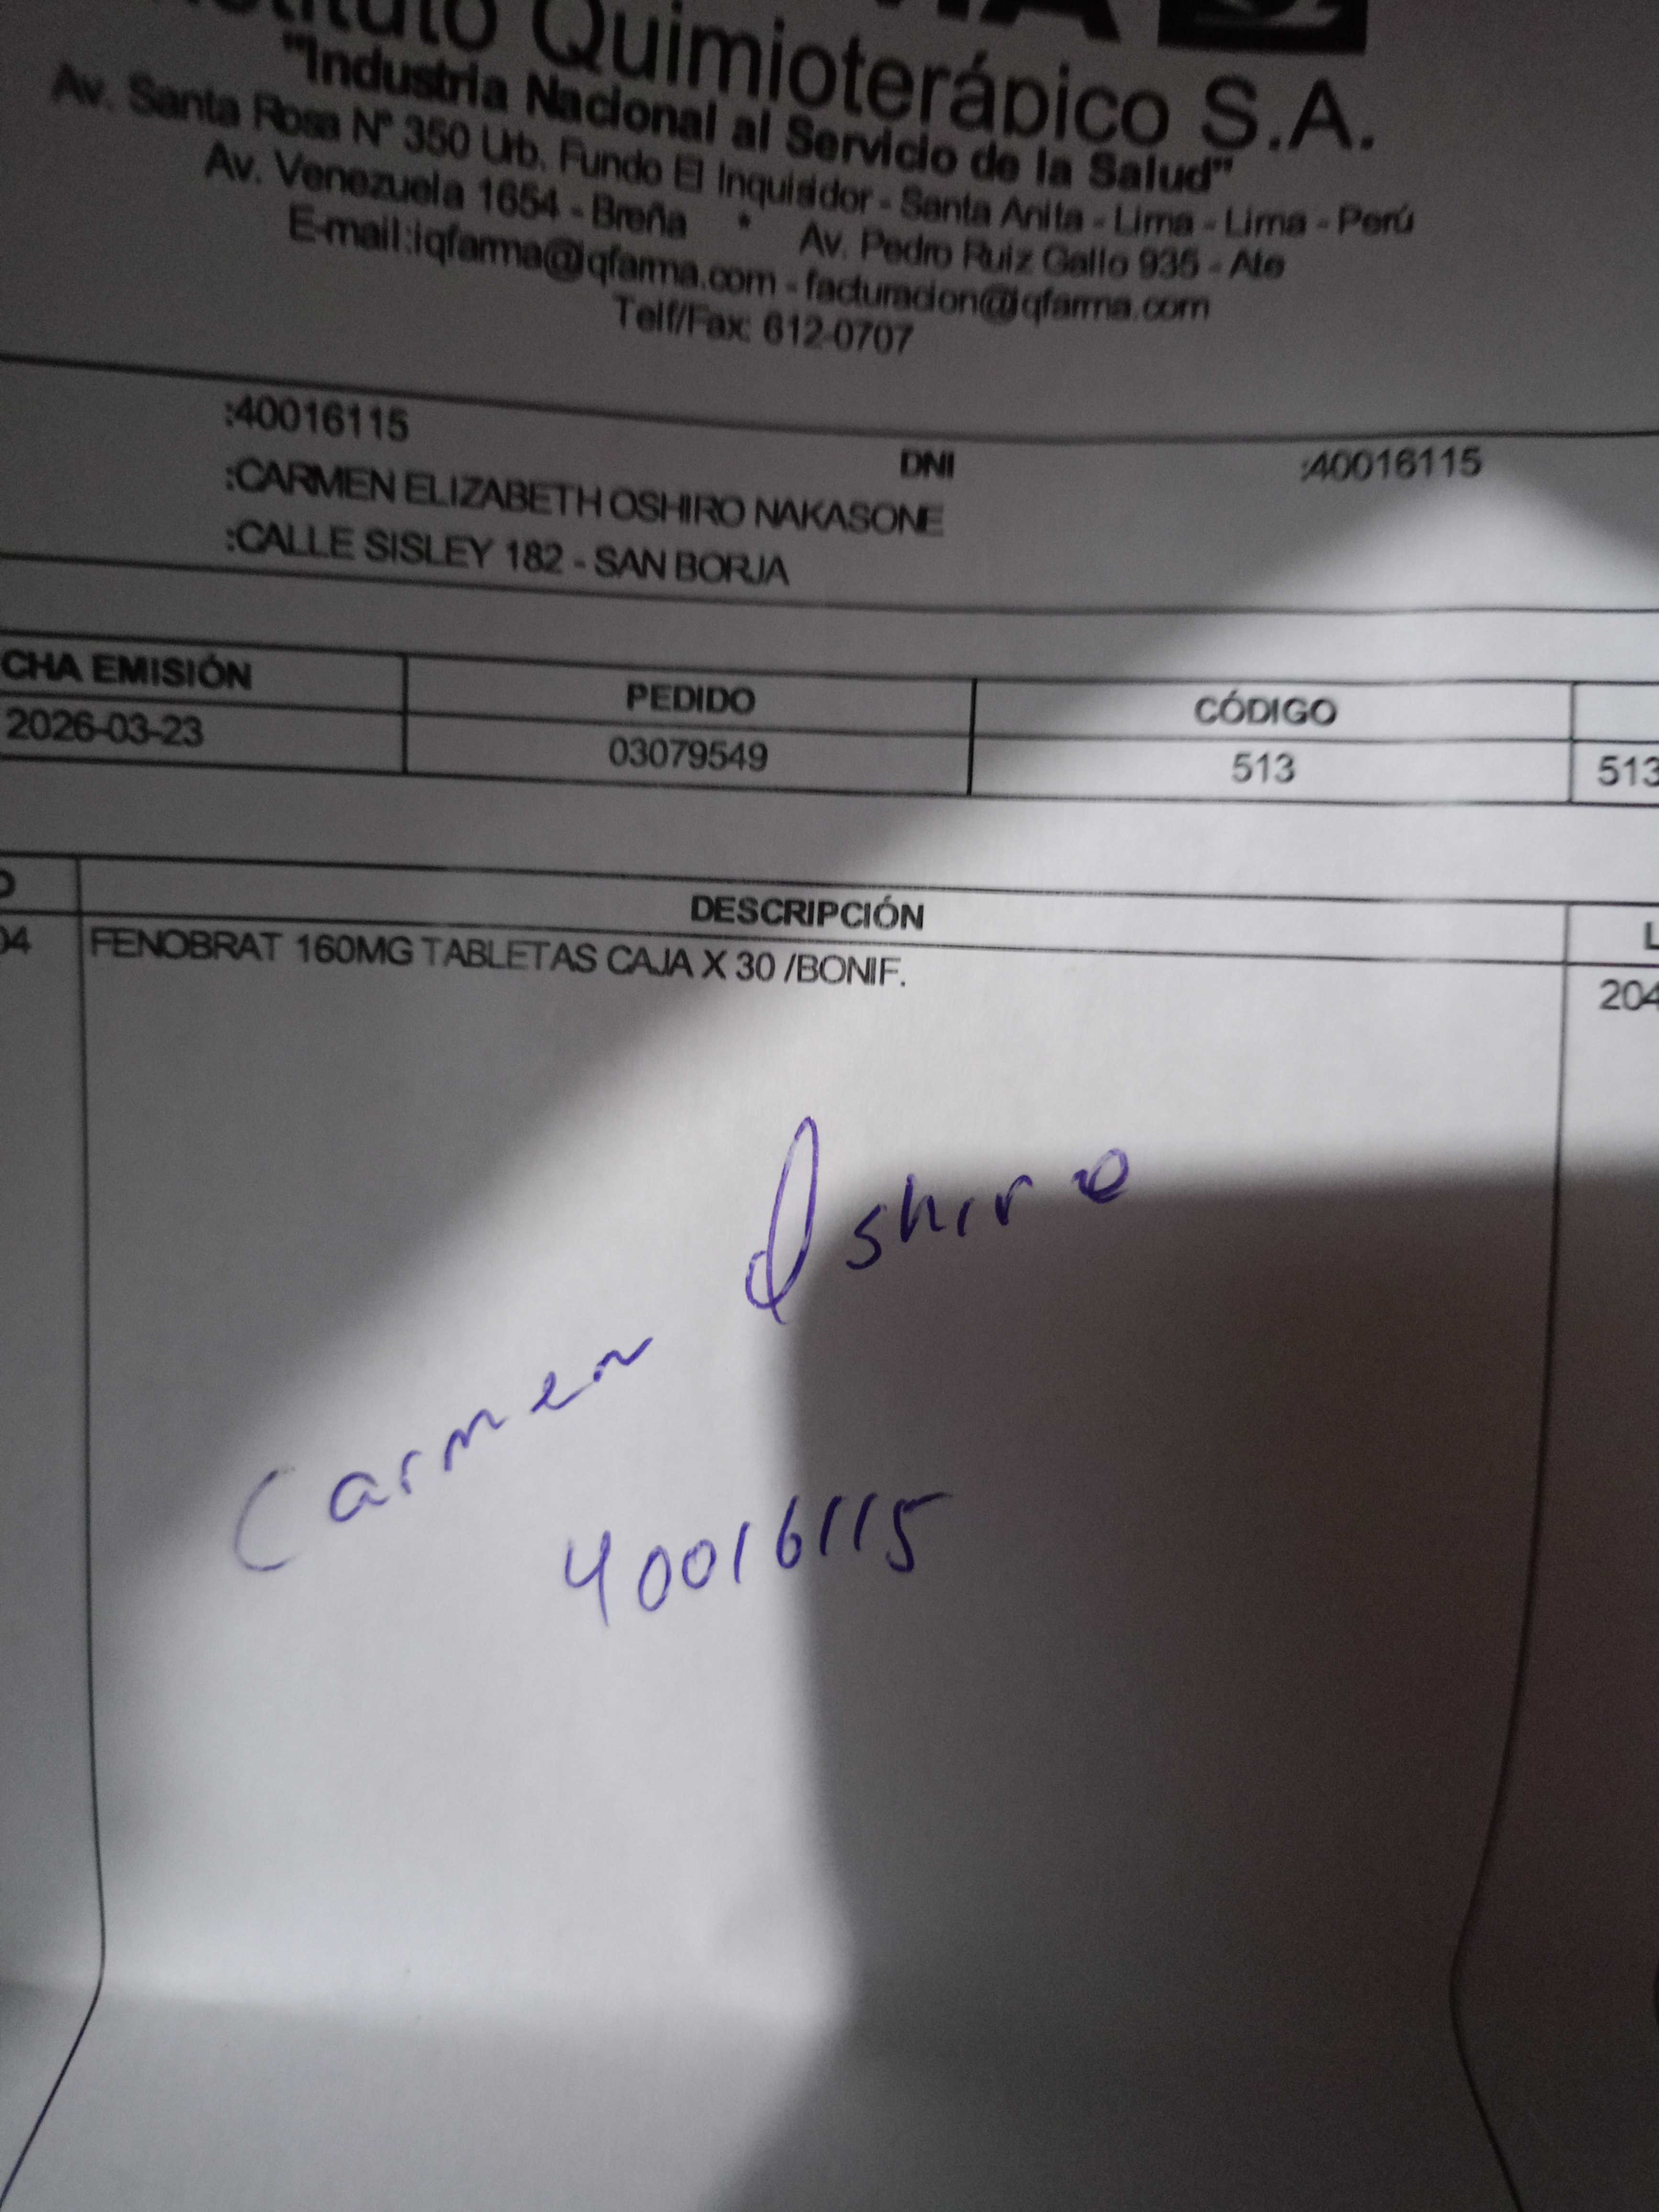 Quimioterápico S.A.
"Industria Nacional al Servicio de la Salud"
Av. Santa Rosa N° 350 Urb. Fundo El Inquisidor - Santa Anita - Lima - Lima - Perú
Av. Venezuela 1654 - Breña * Av. Pedro Ruiz Gallo 935 - Ate
E-mail:iqfarma@iqfarma.com - facturacion@iqfarma.com
Telf/Fax: 612-0707
:40016115 DNI :40016115
:CARMEN ELIZABETH OSHIRO NAKASONE
:CALLE SISLEY 182 - SAN BORJA
CHA EMISIÓN PEDIDO CÓDIGO
2026-03-23 03079549 513 513
DESCRIPCIÓN L
04 FENOBRAT 160MG TABLETAS CAJA X 30 /BONIF. 204
Carmen Oshiro
40016115